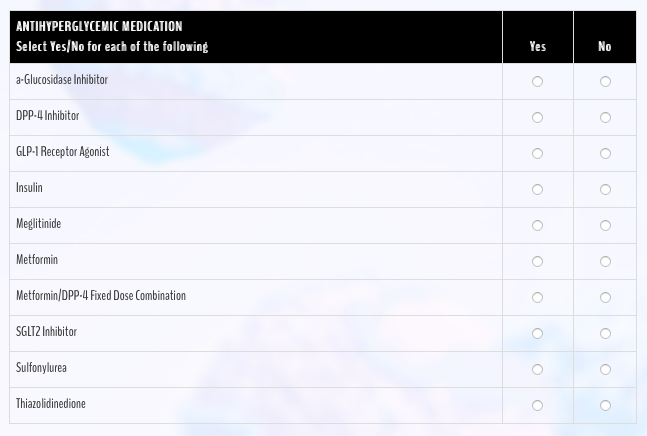 ANTIHYPERGLYCEMIC MEDICATION
Select Yes/No for each of the following Yes No
a-Glucosidase Inhibitor
DPP-4 Inhibitor
GLP-1 Receptor Agonist
Insulin
Meglitinide
Metformin
Metformin/DPP-4 Fixed Dose Combination
SGLT2 Inhibitor
Sulfonylurea
Thiazolidinedione